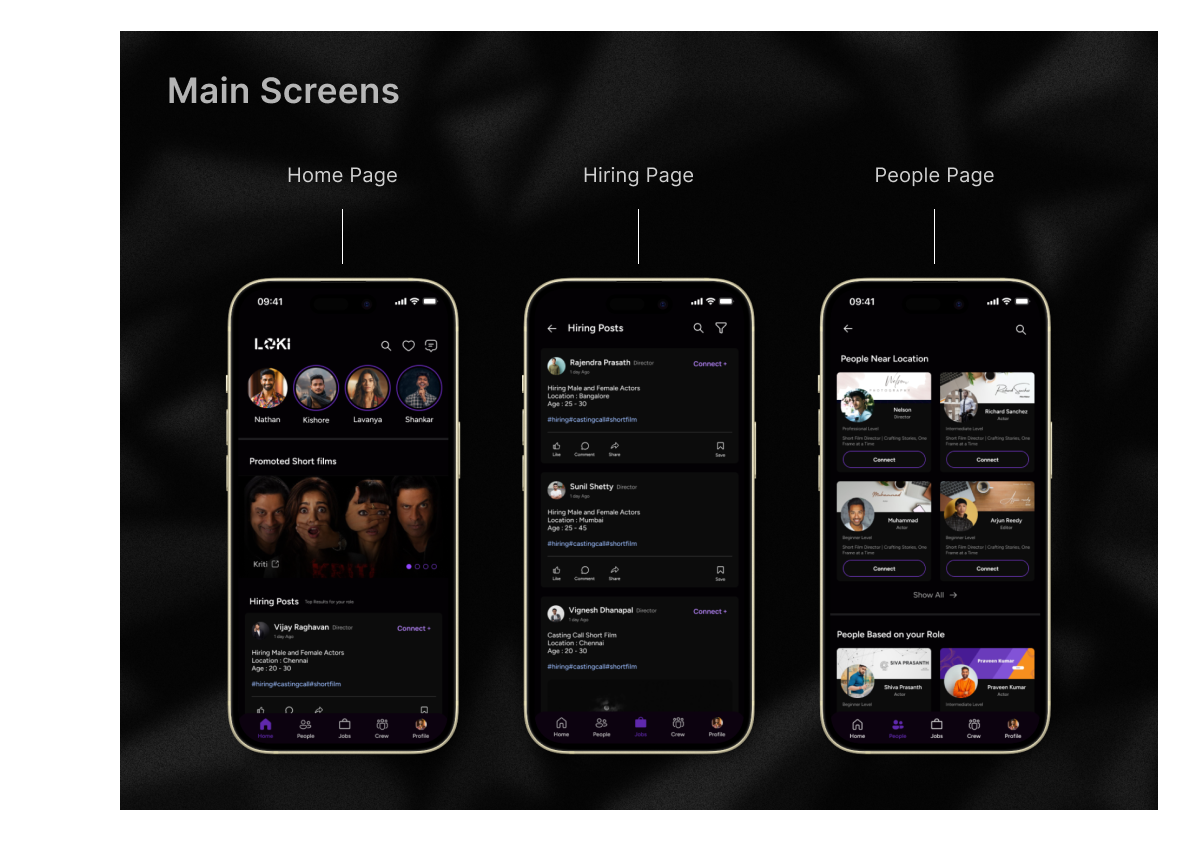 Main Screens
Home Page
Hiring Page
People Page
09:41
LOKi
Nathan
Kishore
Lavanya
Shankar
Promoted Short films
Kriti
KRITI
Hiring Posts
Top Results for your role
Vijay Raghavan Director
1 day Ago
Connect +
Hiring Male and Female Actors
Location : Chennai
Age : 20 - 30
#hiring#castingcall#shortfilm
Home
People
Jobs
Crew
Profile
Hiring Posts
Rajendra Prasath Director
1 day Ago
Connect +
Hiring Male and Female Actors
Location : Bangalore
Age : 25 - 30
#hiring#castingcall#shortfilm
Like
Comment
Share
Save
Sunil Shetty Director
1 day Ago
Hiring Male and Female Actors
Location : Mumbai
Age : 25 - 45
#hiring#castingcall#shortfilm
Like
Comment
Share
Save
Vignesh Dhanapal Director
1 day Ago
Connect +
Casting Call Short Film
Location : Chennai
Age : 20 - 30
#hiring#castingcall#shortfilm
Home
People
Jobs
Crew
Profile
09:41
People Near Location
Nelson
Director
Professional Level
Short Film Director | Crafting Stories, One
Frame at a Time
Connect
Richard Sanchez
Richard Sanchez
Actor
Intermediate Level
Short Film Director | Crafting Stories, One
Frame at a Time
Connect
Muhammad
Muhammad
Actor
Beginner Level
Short Film Director | Crafting Stories, One
Frame at a Time
Connect
Arjun Reedy
Editor
Beginner Level
Short Film Director | Crafting Stories, One
Frame at a Time
Connect
Show All
People Based on your Role
SIVA PRASANTH
Shiva Prasanth
Actor
Beginner Level
Praveen Kumar
Praveen Kumar
Actor
Intermediate Level
Home
People
Jobs
Crew
Profile